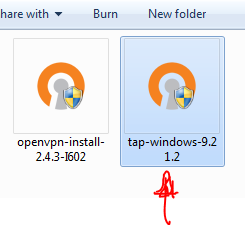 hare with ▾ Burn New folder
openvpn-install- tap-windows-9.2
2.4.3-I602 1.2